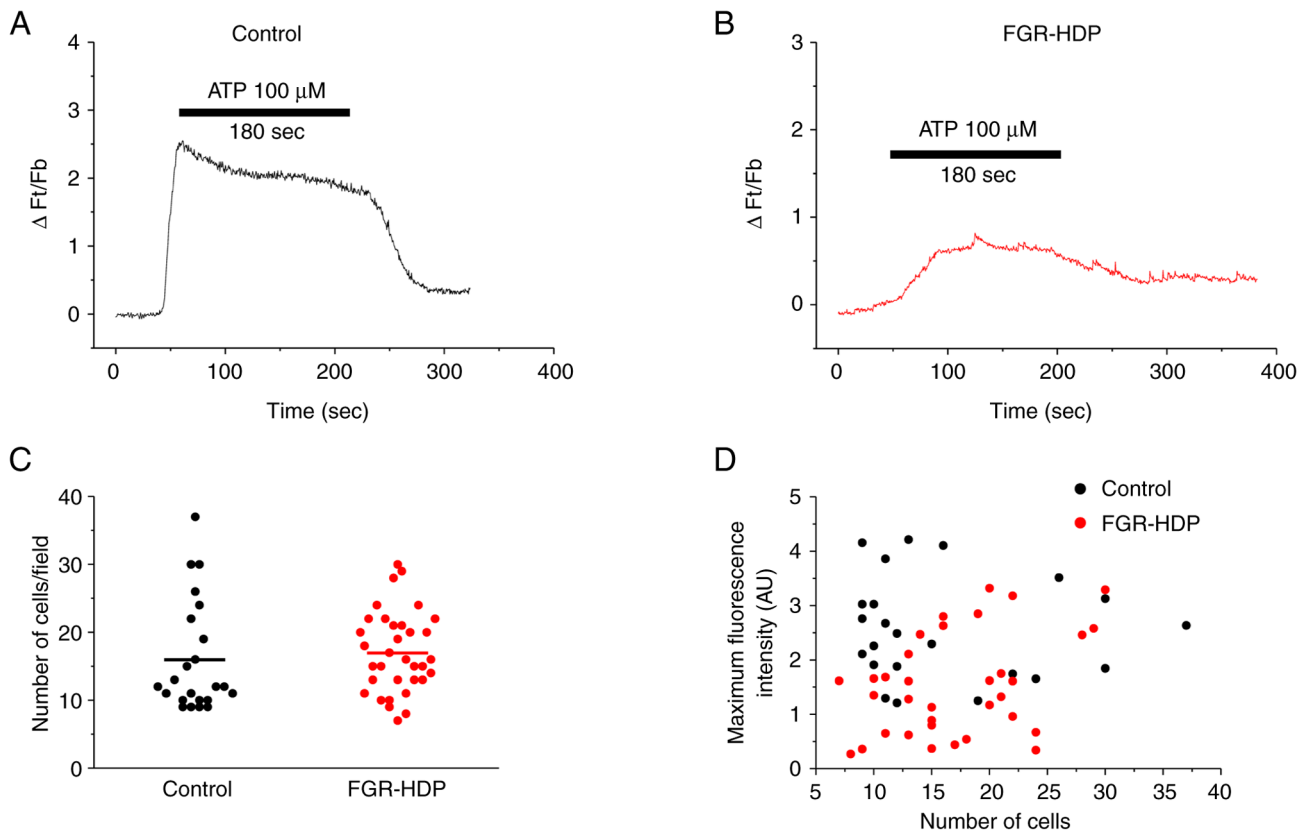 A
Control
4
3
2
1
0
Δ Ft/Fb
ATP 100 μM
180 sec
0 100 200 300 400
Time (sec)
B
FGR-HDP
3
2
1
0
Δ Ft/Fb
ATP 100 μM
180 sec
0 100 200 300 400
Time (sec)
C
40
30
20
10
0
Number of cells/field
Control FGR-HDP
D
Control
FGR-HDP
5
4
3
2
1
0
Maximum fluorescence
intensity (AU)
5 10 15 20 25 30 35 40
Number of cells